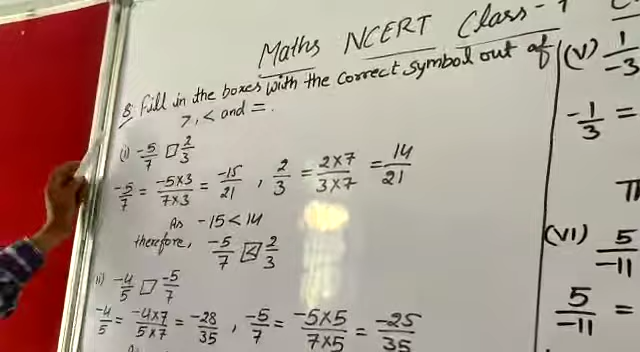 Maths NCERT Class-7
8. Fill in the boxes with the correct symbol out of
>, < and =.
(i) -5/7 □ 2/3
-5/7 = -5×3/7×3 = -15/21 , 2/3 = 2×7/3×7 = 14/21
As -15 < 14
therefore, -5/7 < 2/3
ii) -4/5 □ -5/7
-4/5 = -4×7/5×7 = -28/35 , -5/7 = -5×5/7×5 = -25/35
(V) 1/-3
-1/3 =
(VI) 5/-11
5/-11 =